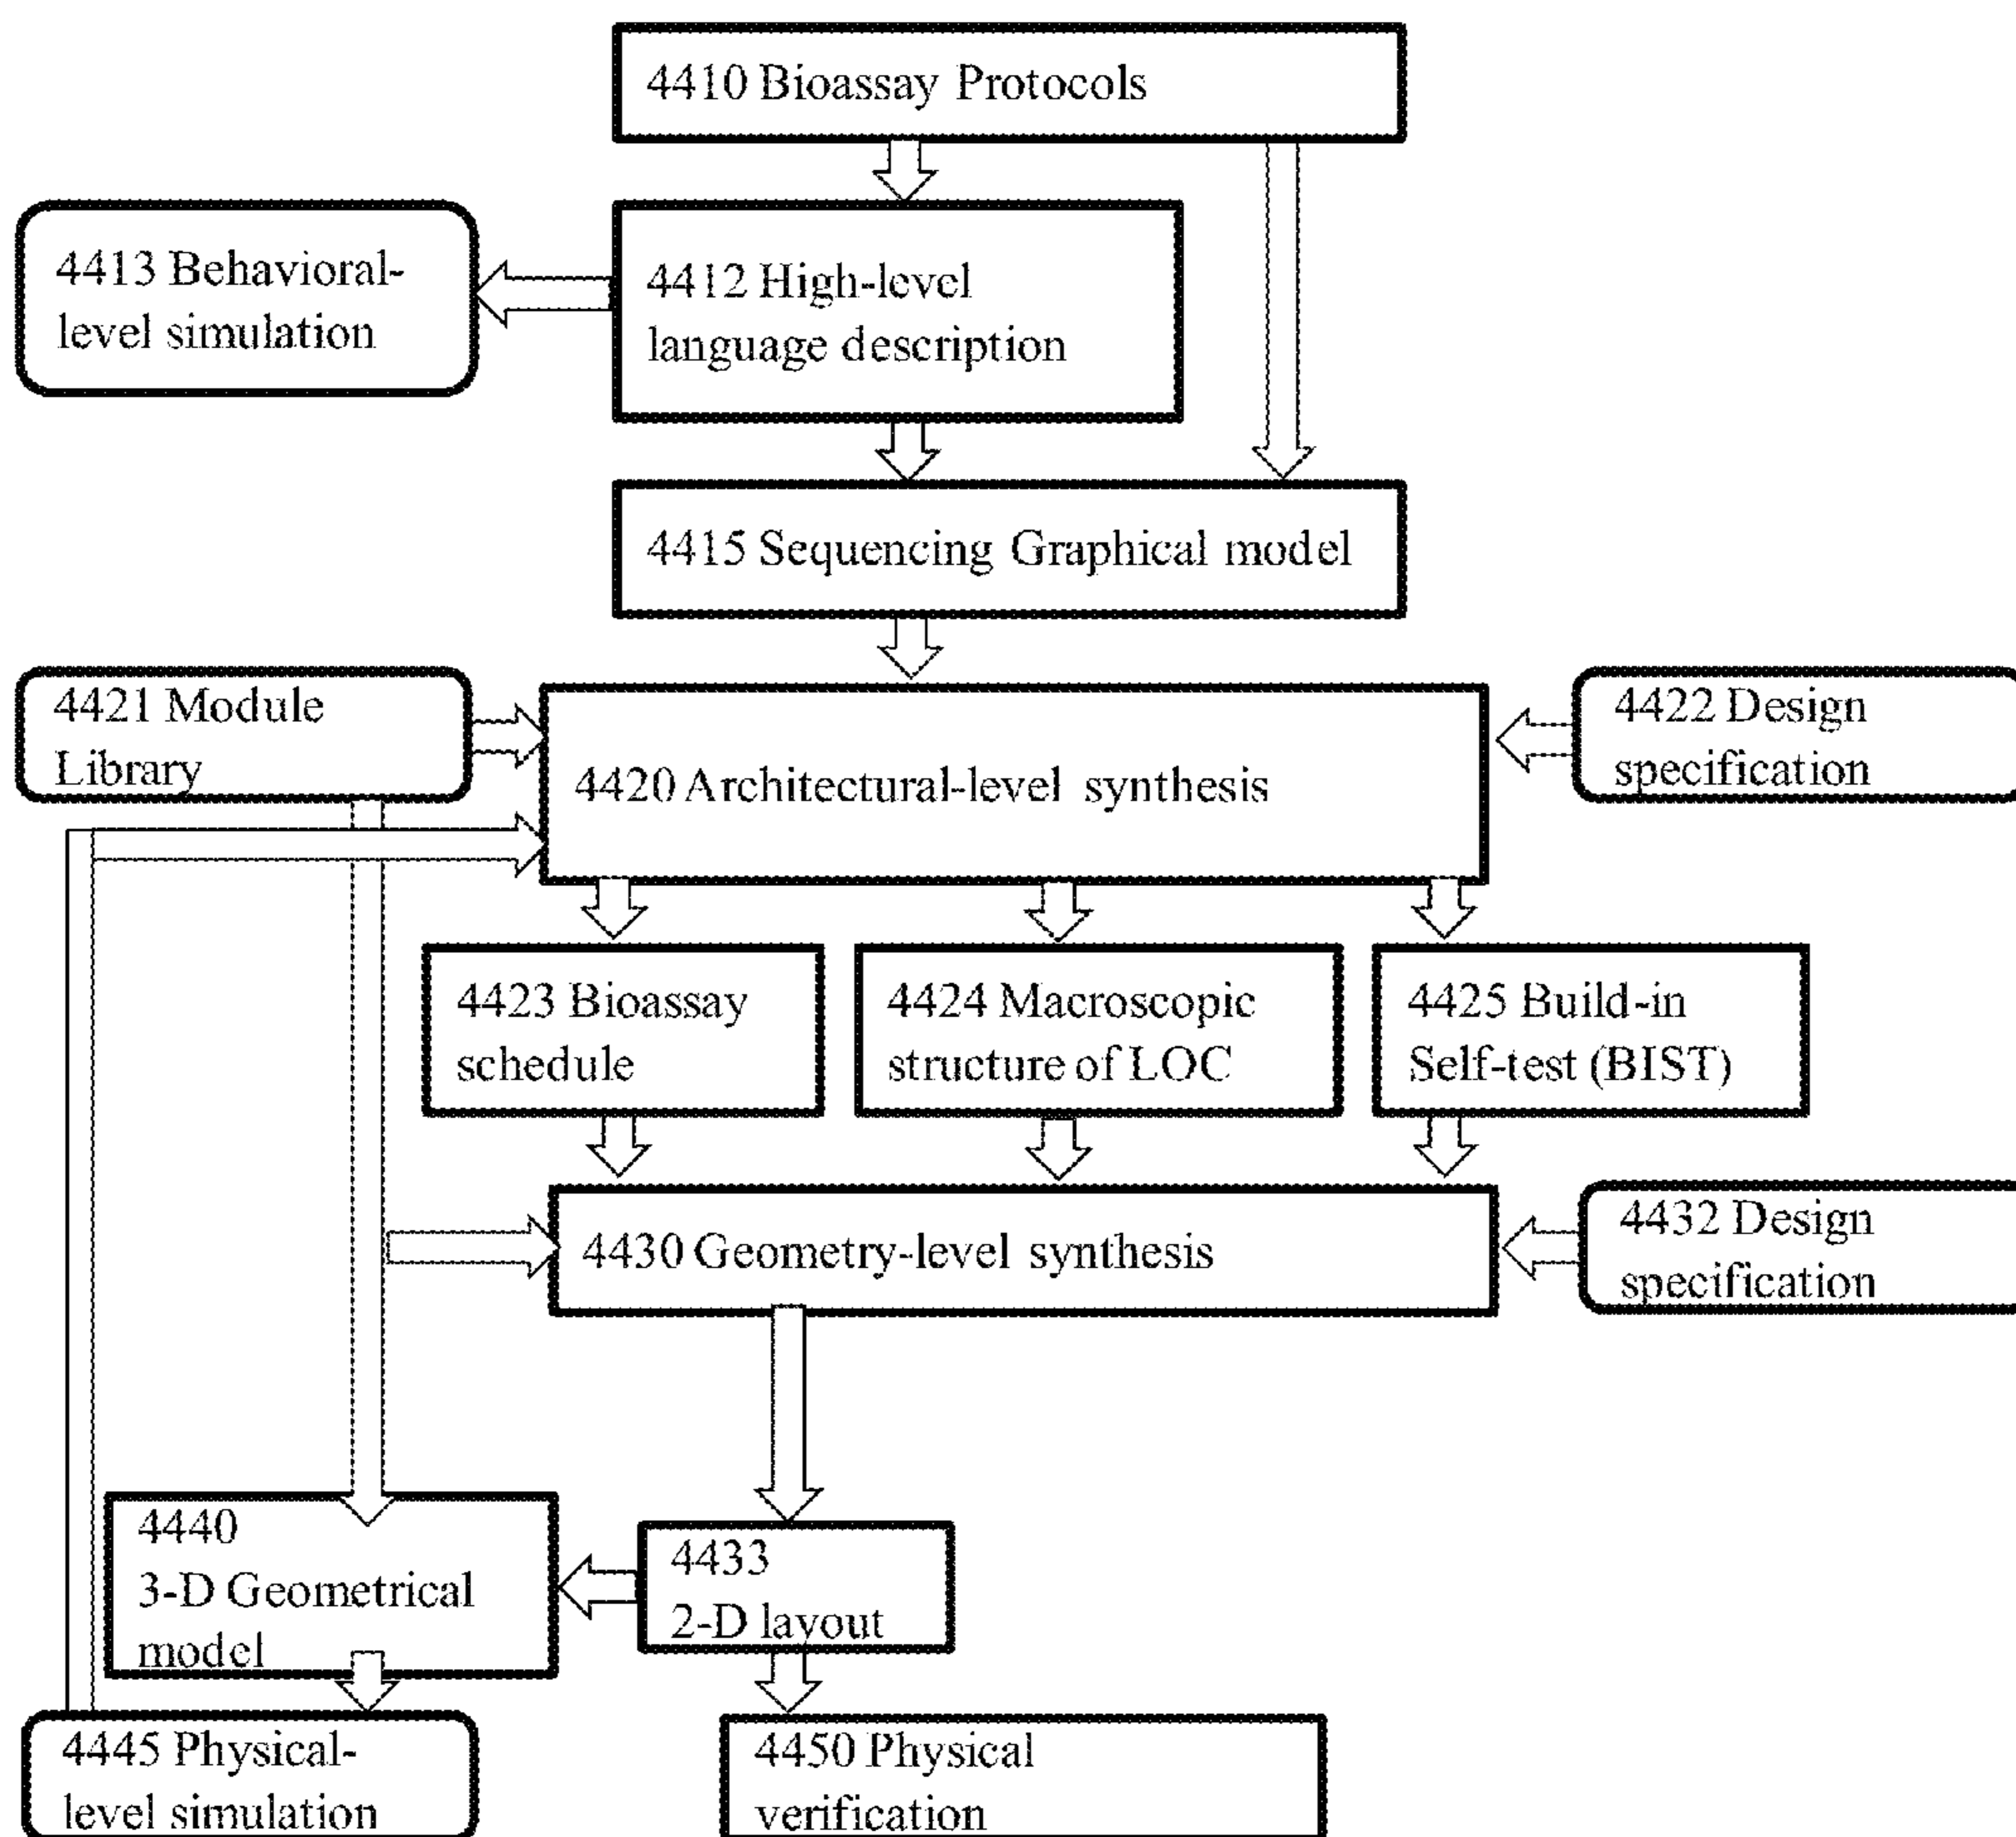 4410 Bioassay Protocols
4413 Behavioral-
level simulation
4412 High-level
language description
4415 Sequencing Graphical model
4421 Module
Library
4420 Architectural-level synthesis
4422 Design
specification
4423 Bioassay
schedule
4424 Macroscopic
structure of LOC
4425 Build-in
Self-test (BIST)
4430 Geometry-level synthesis
4432 Design
specification
4440
3-D Geometrical
model
4433
2-D layout
4445 Physical-
level simulation
4450 Physical
verification